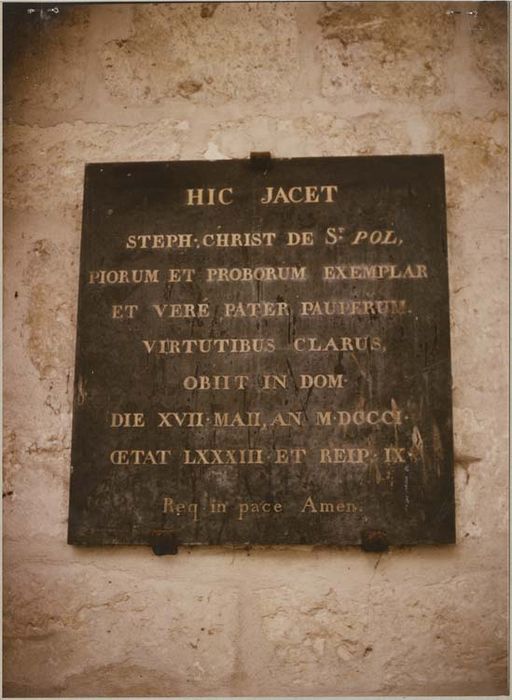 HIC JACET
STEPH·CHRIST DE Sᵀ POL,
PIORUM ET PROBORUM EXEMPLAR
ET VERÉ PATER PAUPERUM.
VIRTUTIBUS CLARUS,
OBIIT IN DOM·
DIE XVII·MAII, AN M·DCCCI·
ŒTAT LXXXIII ET REIP·IX·
Req·in pace Amen.